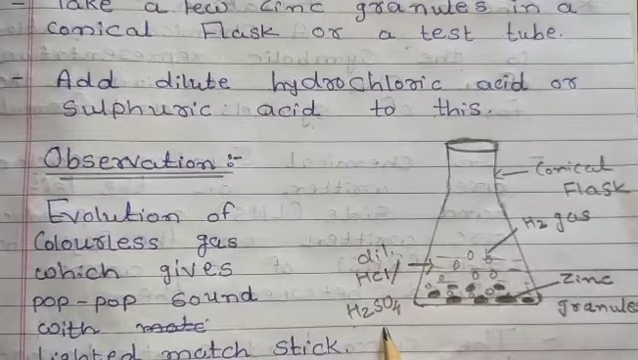 - Take a few zinc granules in a
conical Flask or a test tube.
- Add dilute hydrochloric acid or
Sulphuric acid to this.
Observation :-
Evolution of
Colourless gas
which gives
pop-pop sound
with
lighted match stick.
Conical
Flask
H2 gas
dil.
HCl/
H2SO4
Zinc
granule